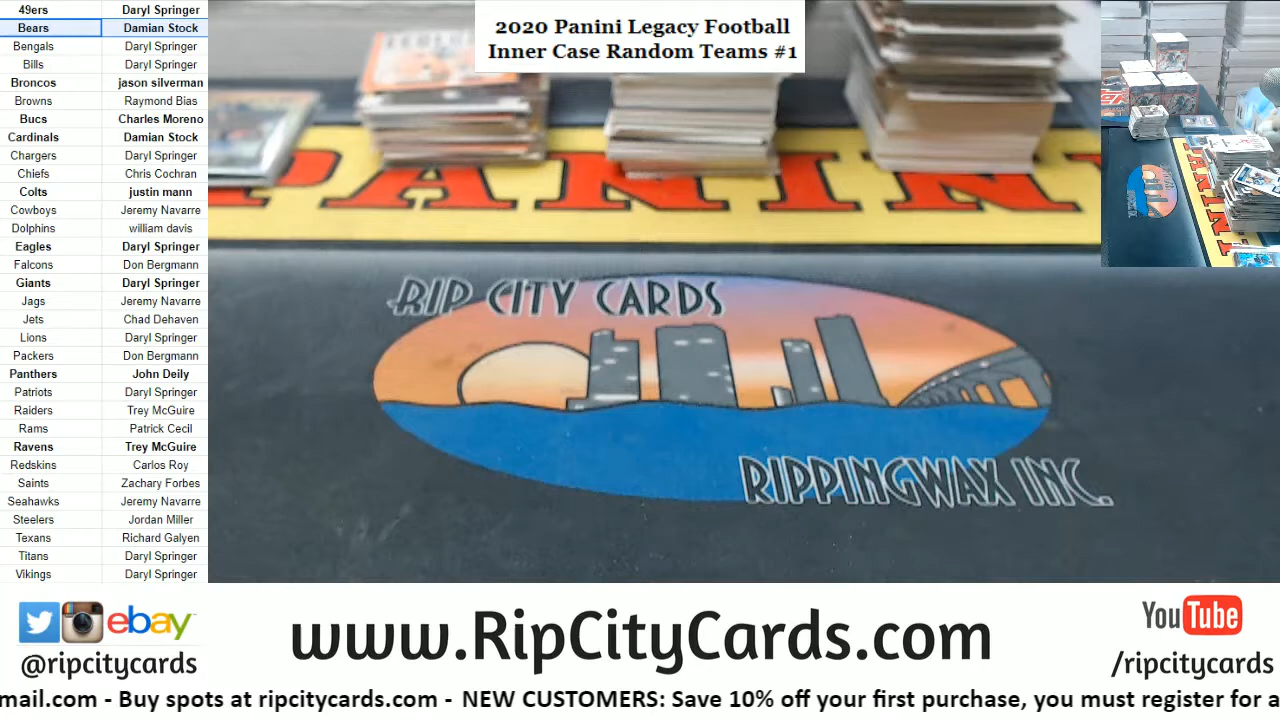 49ers Daryl Springer
Bears Damian Stock
Bengals Daryl Springer
Bills Daryl Springer
Broncos jason silverman
Browns Raymond Bias
Bucs Charles Moreno
Cardinals Damian Stock
Chargers Daryl Springer
Chiefs Chris Cochran
Colts justin mann
Cowboys Jeremy Navarre
Dolphins william davis
Eagles Daryl Springer
Falcons Don Bergmann
Giants Daryl Springer
Jags Jeremy Navarre
Jets Chad Dehaven
Lions Daryl Springer
Packers Don Bergmann
Panthers John Deily
Patriots Daryl Springer
Raiders Trey McGuire
Rams Patrick Cecil
Ravens Trey McGuire
Redskins Carlos Roy
Saints Zachary Forbes
Seahawks Jeremy Navarre
Steelers Jordan Miller
Texans Richard Galyen
Titans Daryl Springer
Vikings Daryl Springer
2020 Panini Legacy Football
Inner Case Random Teams #1
PANIN
RIP CITY CARDS
RIPPINGWAX INC.
ebay
@ripcitycards
www.RipCityCards.com
YouTube
/ripcitycards
mail.com - Buy spots at ripcitycards.com - NEW CUSTOMERS: Save 10% off your first purchase, you must register for a